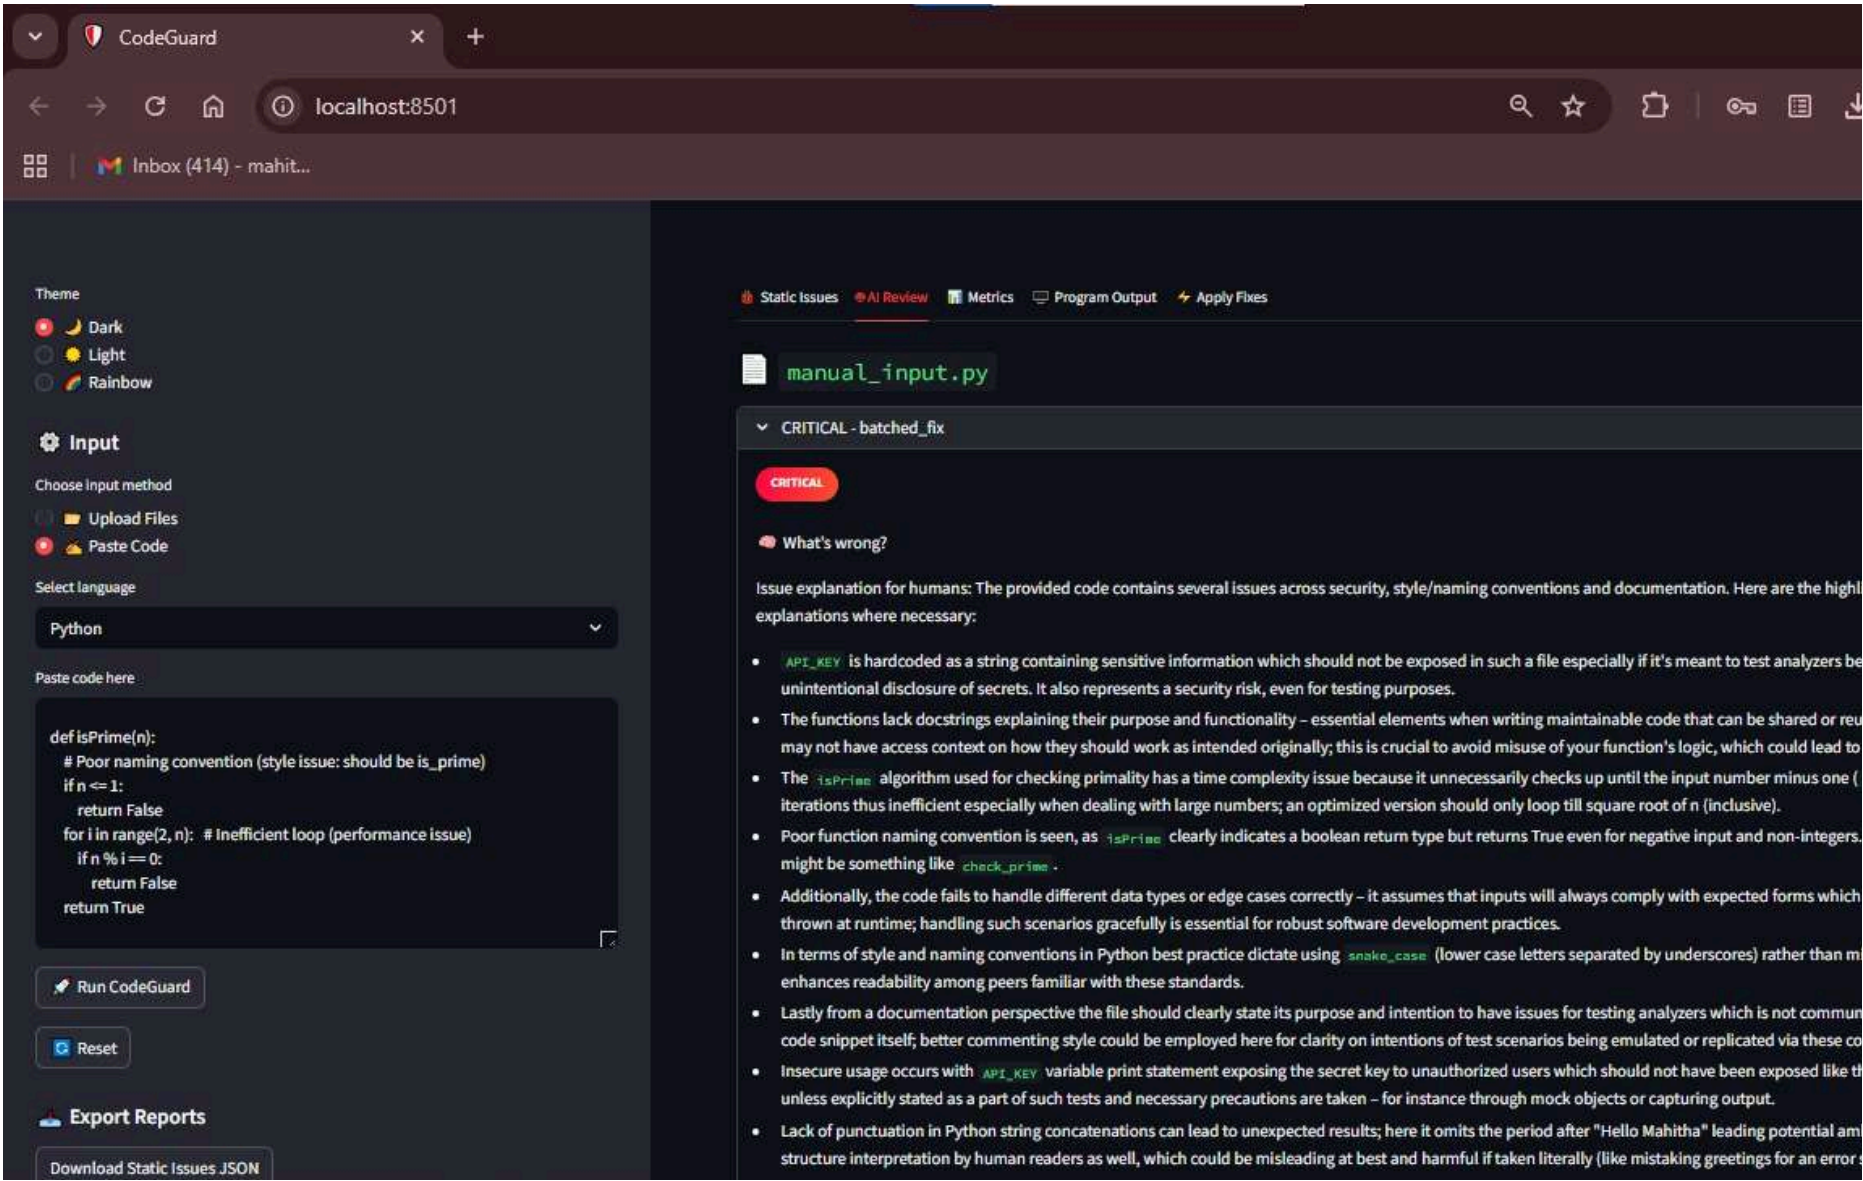 CodeGuard
localhost:8501
Inbox (414) - mahit...
Theme
Dark
Light
Rainbow
Input
Choose input method
Upload Files
Paste Code
Select language
Python
Paste code here
def isPrime(n):
# Poor naming convention (style issue: should be is_prime)
if n <= 1:
return False
for i in range(2, n): # Inefficient loop (performance issue)
if n % i == 0:
return False
return True
Run CodeGuard
Reset
Export Reports
Download Static Issues JSON
Static Issues AI Review Metrics Program Output Apply Fixes
manual_input.py
CRITICAL - batched_fix
CRITICAL
What's wrong?
Issue explanation for humans: The provided code contains several issues across security, style/naming conventions and documentation. Here are the highli
explanations where necessary:
API_KEY is hardcoded as a string containing sensitive information which should not be exposed in such a file especially if it's meant to test analyzers be
unintentional disclosure of secrets. It also represents a security risk, even for testing purposes.
The functions lack docstrings explaining their purpose and functionality – essential elements when writing maintainable code that can be shared or reu
may not have access context on how they should work as intended originally; this is crucial to avoid misuse of your function's logic, which could lead to
The isPrime algorithm used for checking primality has a time complexity issue because it unnecessarily checks up until the input number minus one (
iterations thus inefficient especially when dealing with large numbers; an optimized version should only loop till square root of n (inclusive).
Poor function naming convention is seen, as isPrime clearly indicates a boolean return type but returns True even for negative input and non-integers.
might be something like check_prime .
Additionally, the code fails to handle different data types or edge cases correctly – it assumes that inputs will always comply with expected forms which
thrown at runtime; handling such scenarios gracefully is essential for robust software development practices.
In terms of style and naming conventions in Python best practice dictate using snake_case (lower case letters separated by underscores) rather than mi
enhances readability among peers familiar with these standards.
Lastly from a documentation perspective the file should clearly state its purpose and intention to have issues for testing analyzers which is not commun
code snippet itself; better commenting style could be employed here for clarity on intentions of test scenarios being emulated or replicated via these co
Insecure usage occurs with API_KEY variable print statement exposing the secret key to unauthorized users which should not have been exposed like th
unless explicitly stated as a part of such tests and necessary precautions are taken – for instance through mock objects or capturing output.
Lack of punctuation in Python string concatenations can lead to unexpected results; here it omits the period after "Hello Mahitha" leading potential am
structure interpretation by human readers as well, which could be misleading at best and harmful if taken literally (like mistaking greetings for an error s